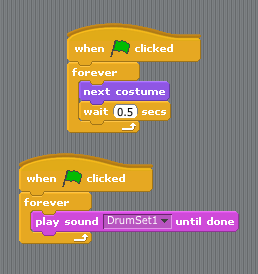 when clicked
forever
next costume
wait 0.5 secs
when clicked
forever
play sound DrumSet1 until done